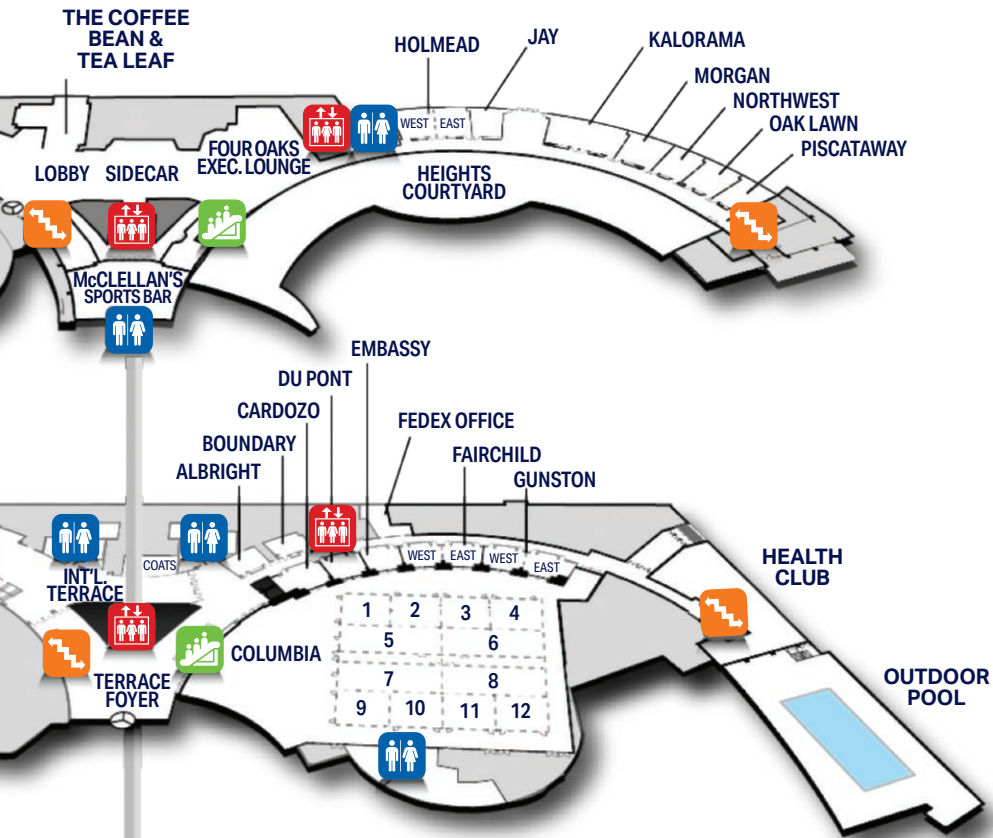 THE COFFEE
BEAN &
TEA LEAF
HOLMEAD
JAY
KALORAMA
MORGAN
NORTHWEST
OAK LAWN
PISCATAWAY
WEST
EAST
FOUR OAKS
EXEC. LOUNGE
LOBBY
SIDECAR
HEIGHTS
COURTYARD
McCLELLAN'S
SPORTS BAR
EMBASSY
DU PONT
CARDOZO
BOUNDARY
ALBRIGHT
FEDEX OFFICE
FAIRCHILD
GUNSTON
WEST
EAST
WEST
EAST
COATS
INT'L.
TERRACE
HEALTH
CLUB
1
2
3
4
5
6
COLUMBIA
TERRACE
FOYER
7
8
9
10
11
12
OUTDOOR
POOL